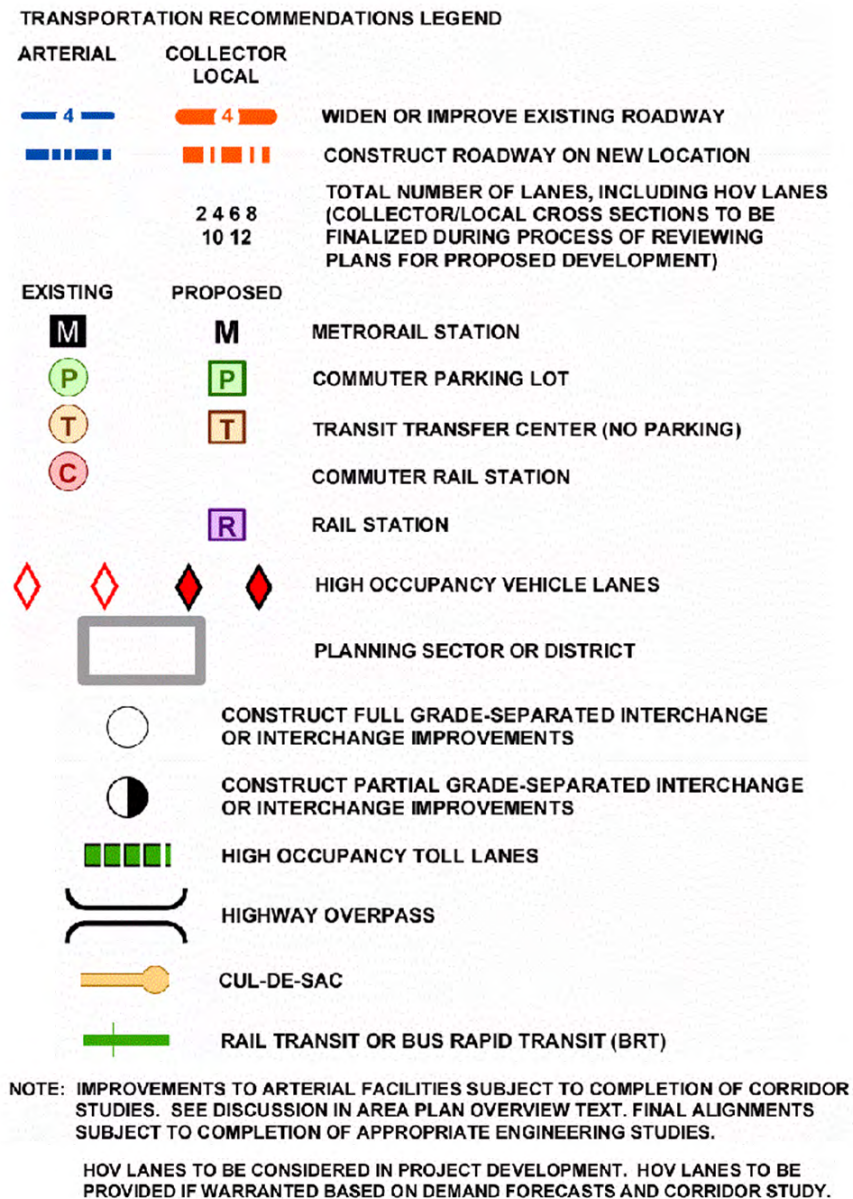 TRANSPORTATION RECOMMENDATIONS LEGEND
ARTERIAL COLLECTOR
LOCAL
4 4 WIDEN OR IMPROVE EXISTING ROADWAY
CONSTRUCT ROADWAY ON NEW LOCATION
TOTAL NUMBER OF LANES, INCLUDING HOV LANES
2 4 6 8 (COLLECTOR/LOCAL CROSS SECTIONS TO BE
10 12 FINALIZED DURING PROCESS OF REVIEWING
PLANS FOR PROPOSED DEVELOPMENT)
EXISTING PROPOSED
M M METRORAIL STATION
P P COMMUTER PARKING LOT
T T TRANSIT TRANSFER CENTER (NO PARKING)
C COMMUTER RAIL STATION
R RAIL STATION
HIGH OCCUPANCY VEHICLE LANES
PLANNING SECTOR OR DISTRICT
CONSTRUCT FULL GRADE-SEPARATED INTERCHANGE
OR INTERCHANGE IMPROVEMENTS
CONSTRUCT PARTIAL GRADE-SEPARATED INTERCHANGE
OR INTERCHANGE IMPROVEMENTS
HIGH OCCUPANCY TOLL LANES
HIGHWAY OVERPASS
CUL-DE-SAC
RAIL TRANSIT OR BUS RAPID TRANSIT (BRT)
NOTE: IMPROVEMENTS TO ARTERIAL FACILITIES SUBJECT TO COMPLETION OF CORRIDOR
STUDIES. SEE DISCUSSION IN AREA PLAN OVERVIEW TEXT. FINAL ALIGNMENTS
SUBJECT TO COMPLETION OF APPROPRIATE ENGINEERING STUDIES.
HOV LANES TO BE CONSIDERED IN PROJECT DEVELOPMENT. HOV LANES TO BE
PROVIDED IF WARRANTED BASED ON DEMAND FORECASTS AND CORRIDOR STUDY.